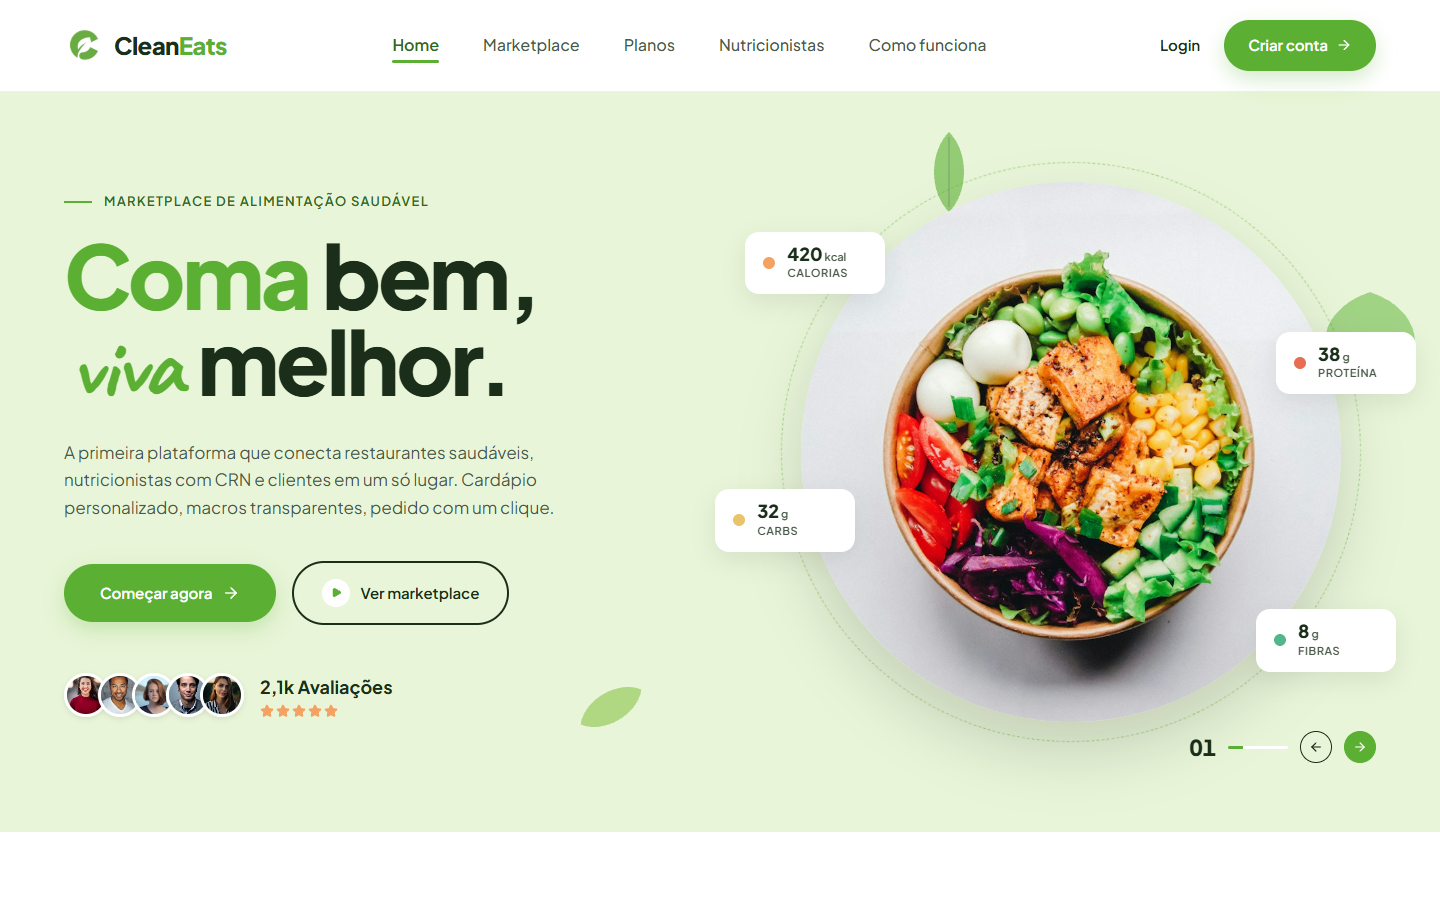 CleanEats
Home
Marketplace
Planos
Nutricionistas
Como funciona
Login
Criar conta
MARKETPLACE DE ALIMENTAÇÃO SAUDÁVEL
Coma bem,
viva melhor.
A primeira plataforma que conecta restaurantes saudáveis,
nutricionistas com CRN e clientes em um só lugar. Cardápio
personalizado, macros transparentes, pedido com um clique.
Começar agora
Ver marketplace
2,1k Avaliações
420 kcal
CALORIAS
38 g
PROTEÍNA
32 g
CARBS
8 g
FIBRAS
01